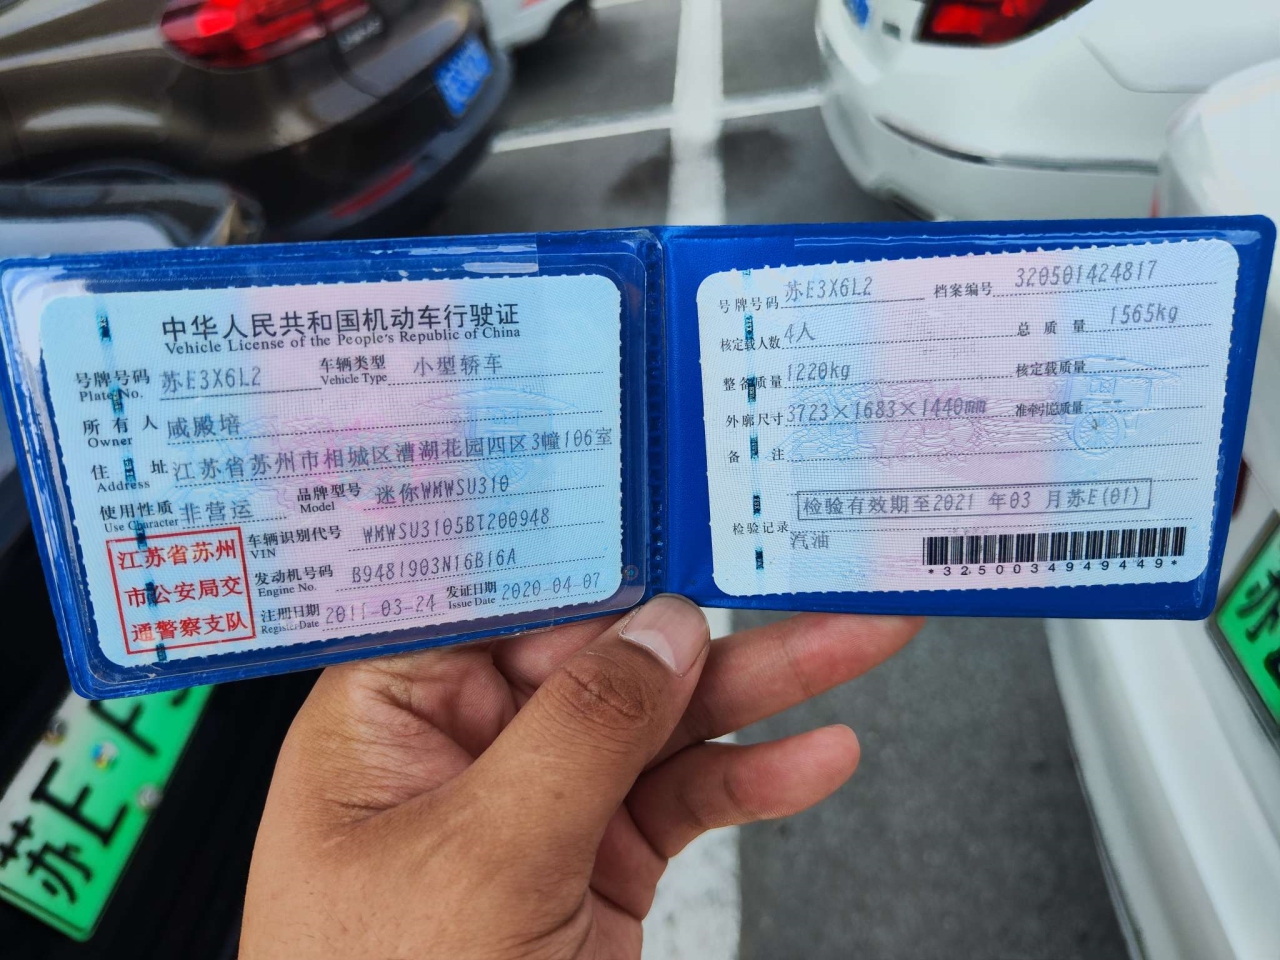 中华人民共和国机动车行驶证
Vehicle License of the People's Republic of China
号牌号码 苏E3X6L2 车辆类型 小型轿车
Plate No. Vehicle Type
所有人 咸殿培
Owner
住址 江苏省苏州市相城区漕湖花园四区3幢106室
Address
使用性质 非营运 品牌型号 迷你WMWSU310
Use Character Model
江苏省苏州
市公安局交
通警察支队
车辆识别代号 WMWSU3105BT200948
VIN
发动机号码 B9481903N16B16A
Engine No.
注册日期 2011-03-24 发证日期 2020-04-07
Register Date Issue Date
号牌号码 苏E3X6L2 档案编号 320501424817
核定载人数 4人 总质量 1565kg
整备质量 1220kg 核定载质量
外廓尺寸 3723×1683×1440mm 准牵引总质量
备注
检验有效期至2021年03月苏E(01)
检验记录
汽油
*3250034949449*
苏E